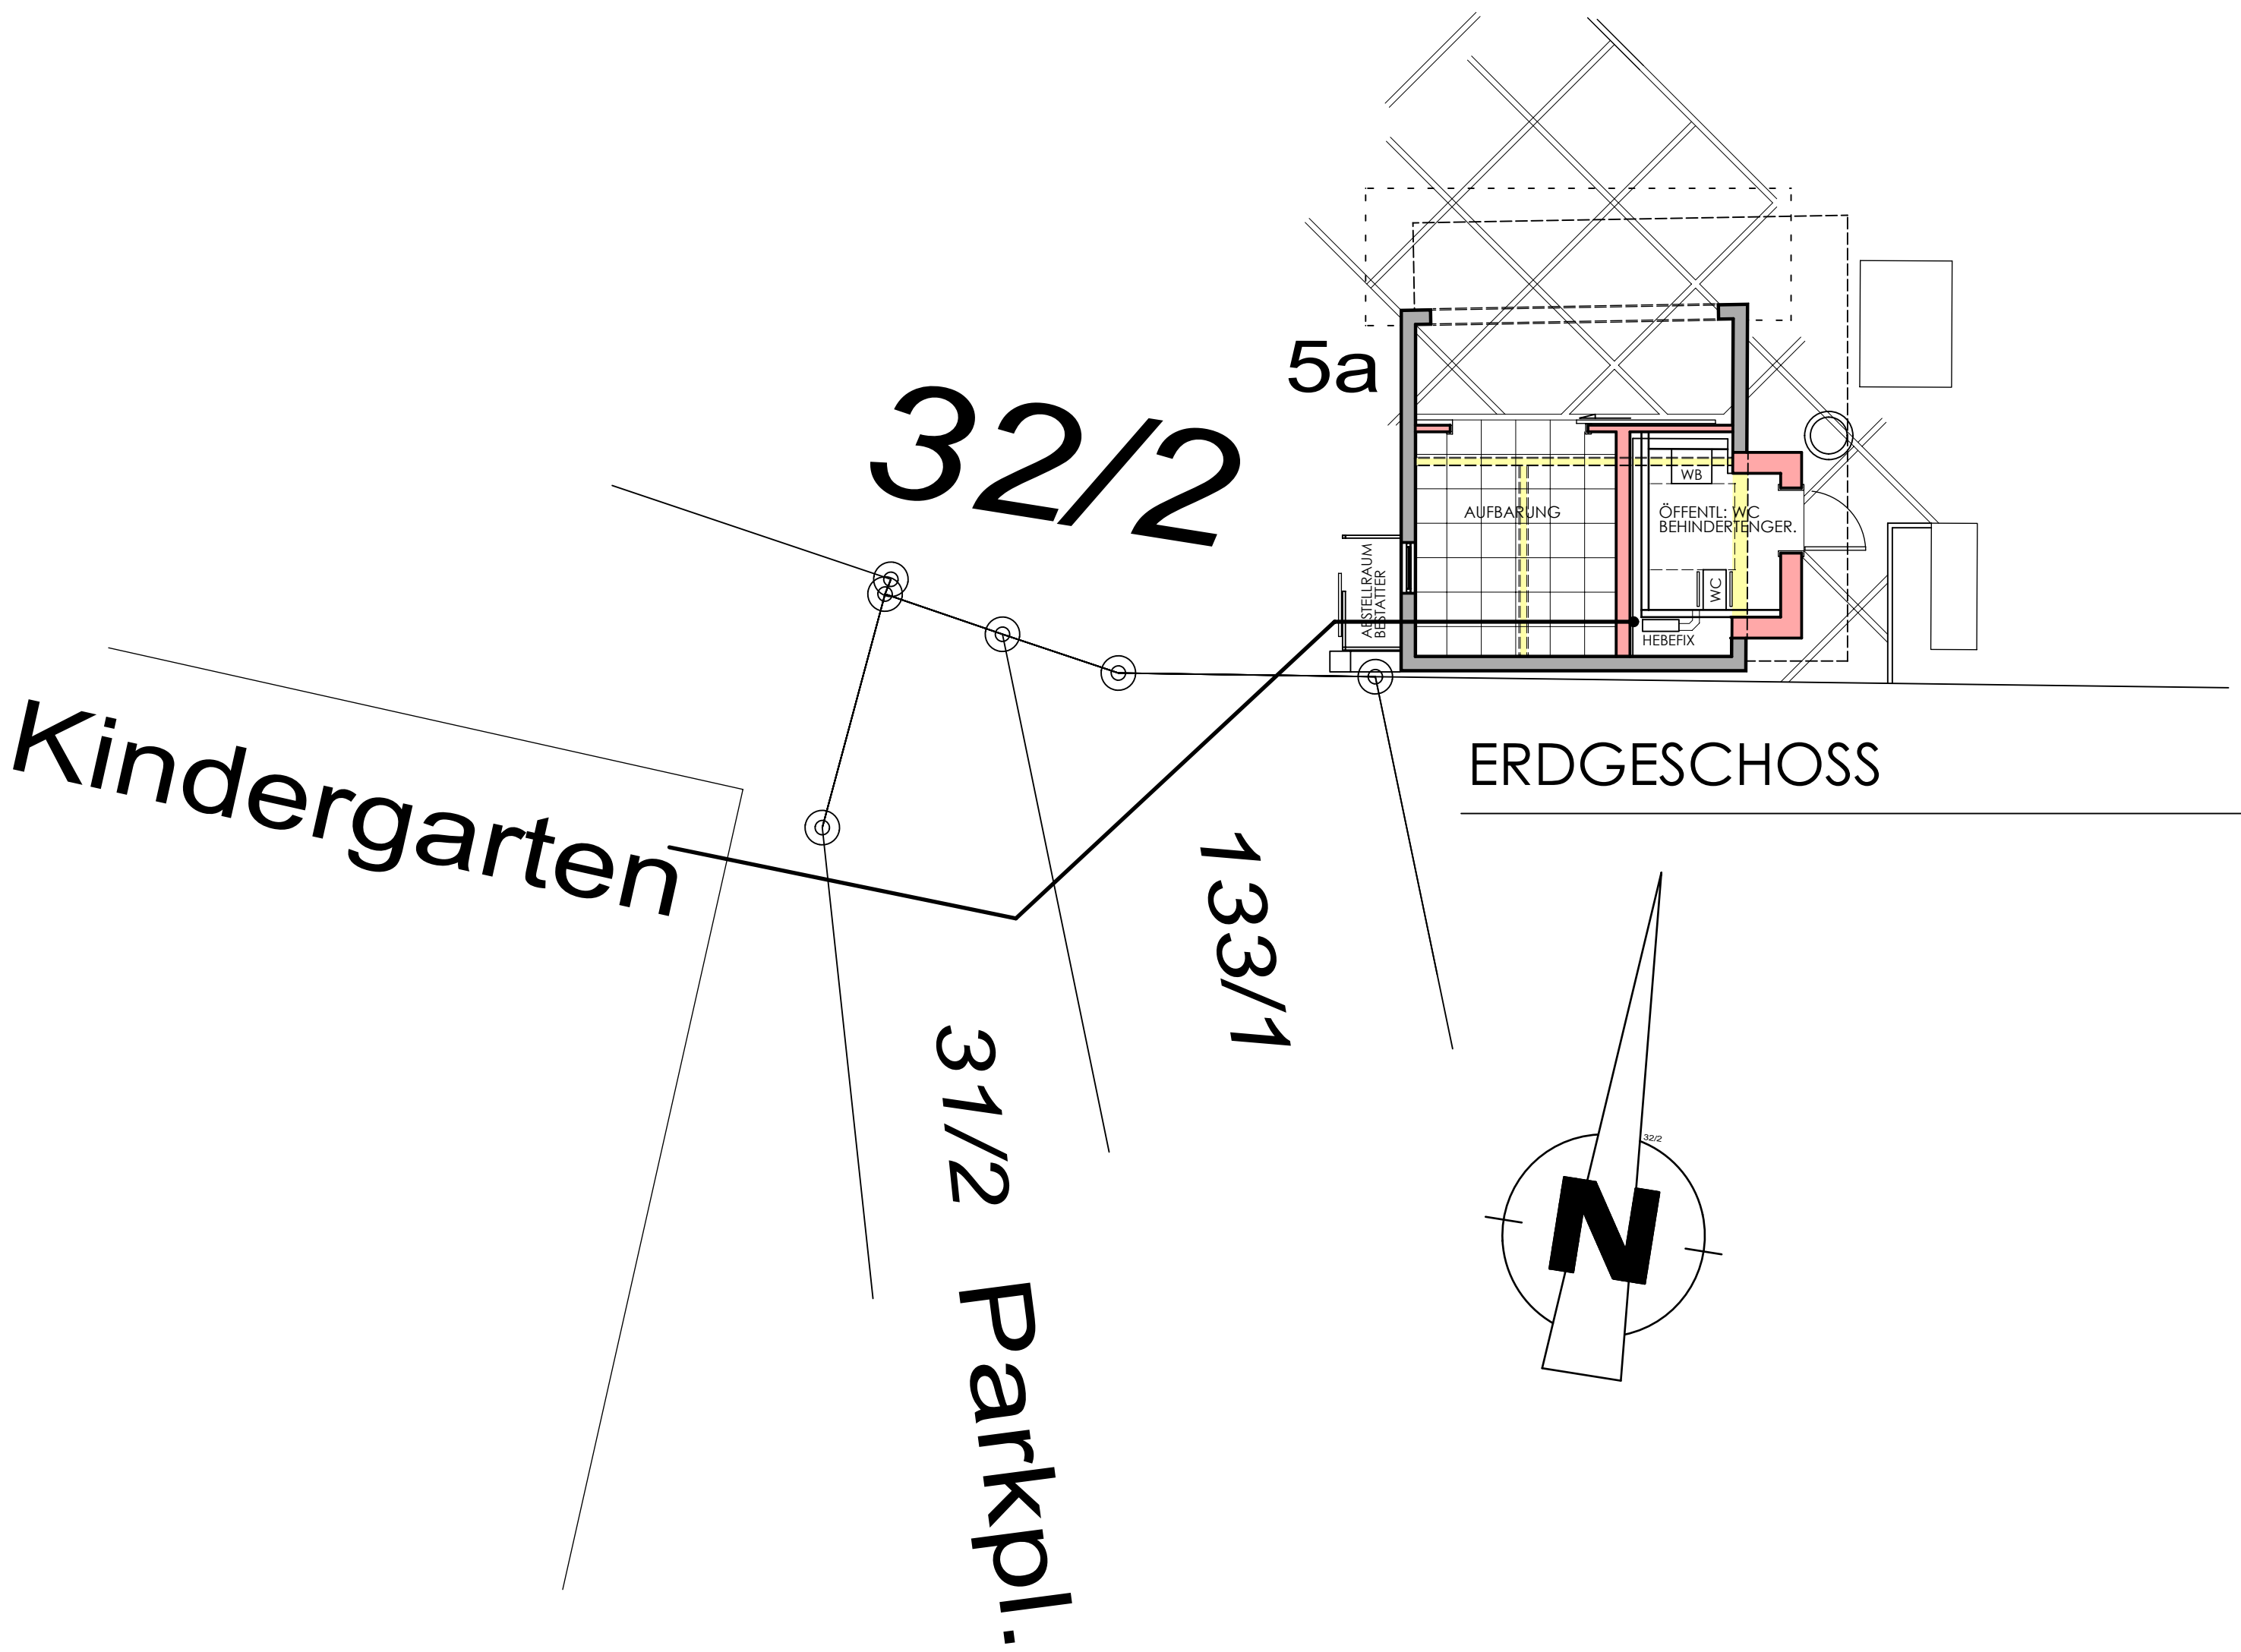 5a
32/2
WB
AUFBARUNG
ÖFFENTL: WC
BEHINDERTENGER.
ABSTELLRAUM
BESTATTER
WC
HEBEFIX
Kindergarten
ERDGESCHOSS
133/1
31/2 Parkpl.
32/2
N